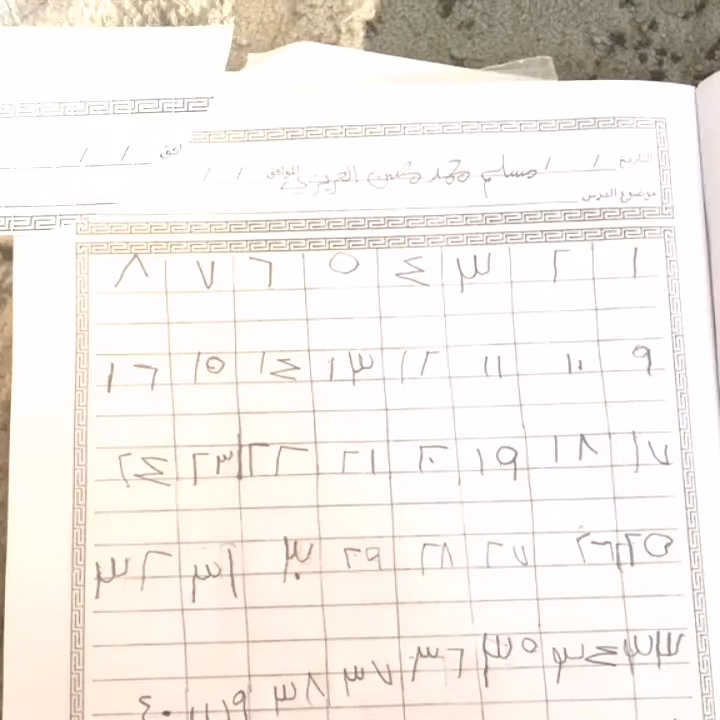 التاريخ / / مسلم محمد حسن الموافق / /
موضوع الدرس
١ ٢ ٣ ٤ ٥ ٦ ٧ ٨
٩ ١٠ ١١ ١٢ ١٣ ١٤ ١٥ ١٦
١٧ ١٨ ١٩ ٢٠ ٢١ ٢٢ ٢٣ ٢٤
٢٥ ٢٦ ٢٧ ٢٨ ٢٩ ٣٠ ٣١ ٣٢
٣٣ ٣٤ ٣٥ ٣٦ ٣٧ ٣٨ ٣٩ ٤٠